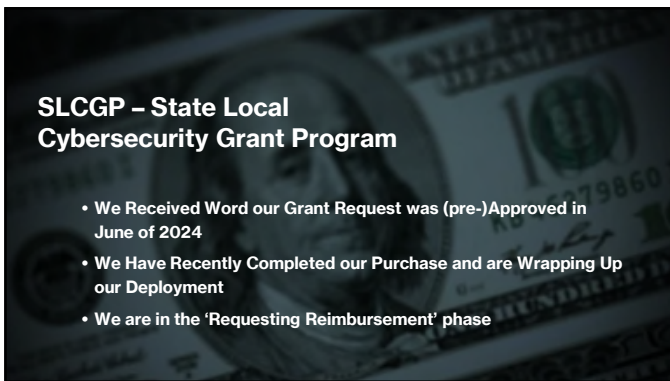 SLCGP – State Local
Cybersecurity Grant Program
• We Received Word our Grant Request was (pre-)Approved in
June of 2024
• We Have Recently Completed our Purchase and are Wrapping Up
our Deployment
• We are in the ‘Requesting Reimbursement’ phase
100